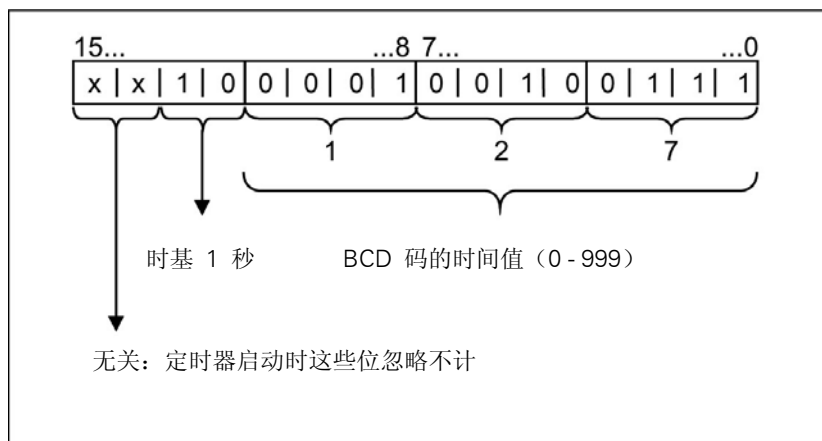 15... ...8 7... ...0
x | x | 1 | 0 | 0 | 0 | 0 | 1 | 0 | 0 | 1 | 0 | 0 | 1 | 1 | 1
1 2 7
时基 1 秒 BCD 码的时间值（0 - 999）
无关：定时器启动时这些位忽略不计